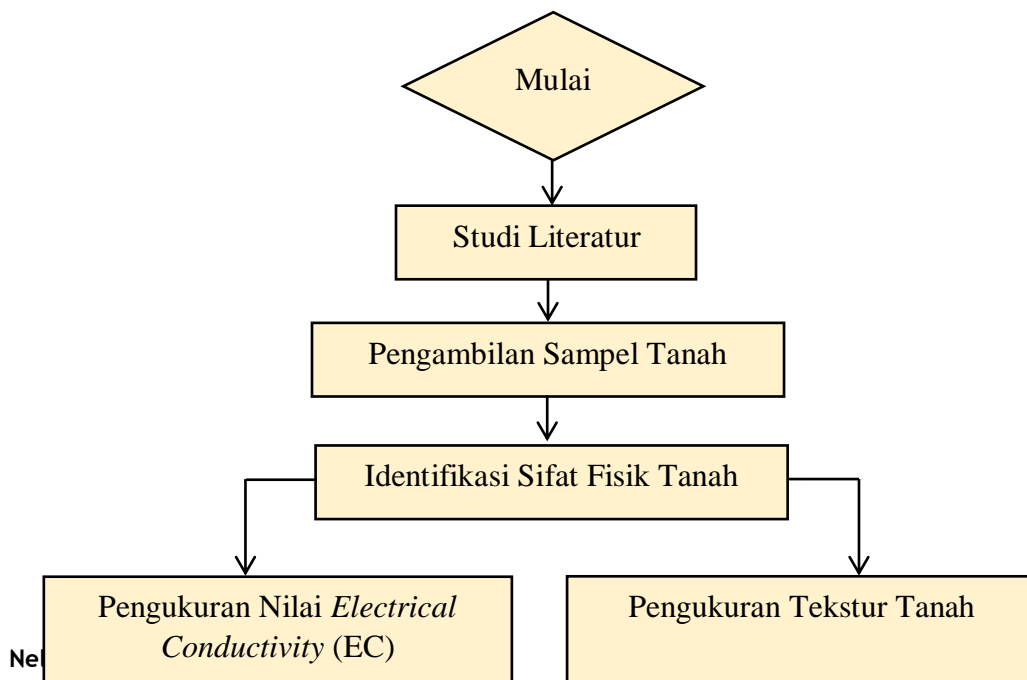 Mulai
Studi Literatur
Pengambilan Sampel Tanah
Identifikasi Sifat Fisik Tanah
Pengukuran Nilai Electrical
Conductivity (EC)
Pengukuran Tekstur Tanah